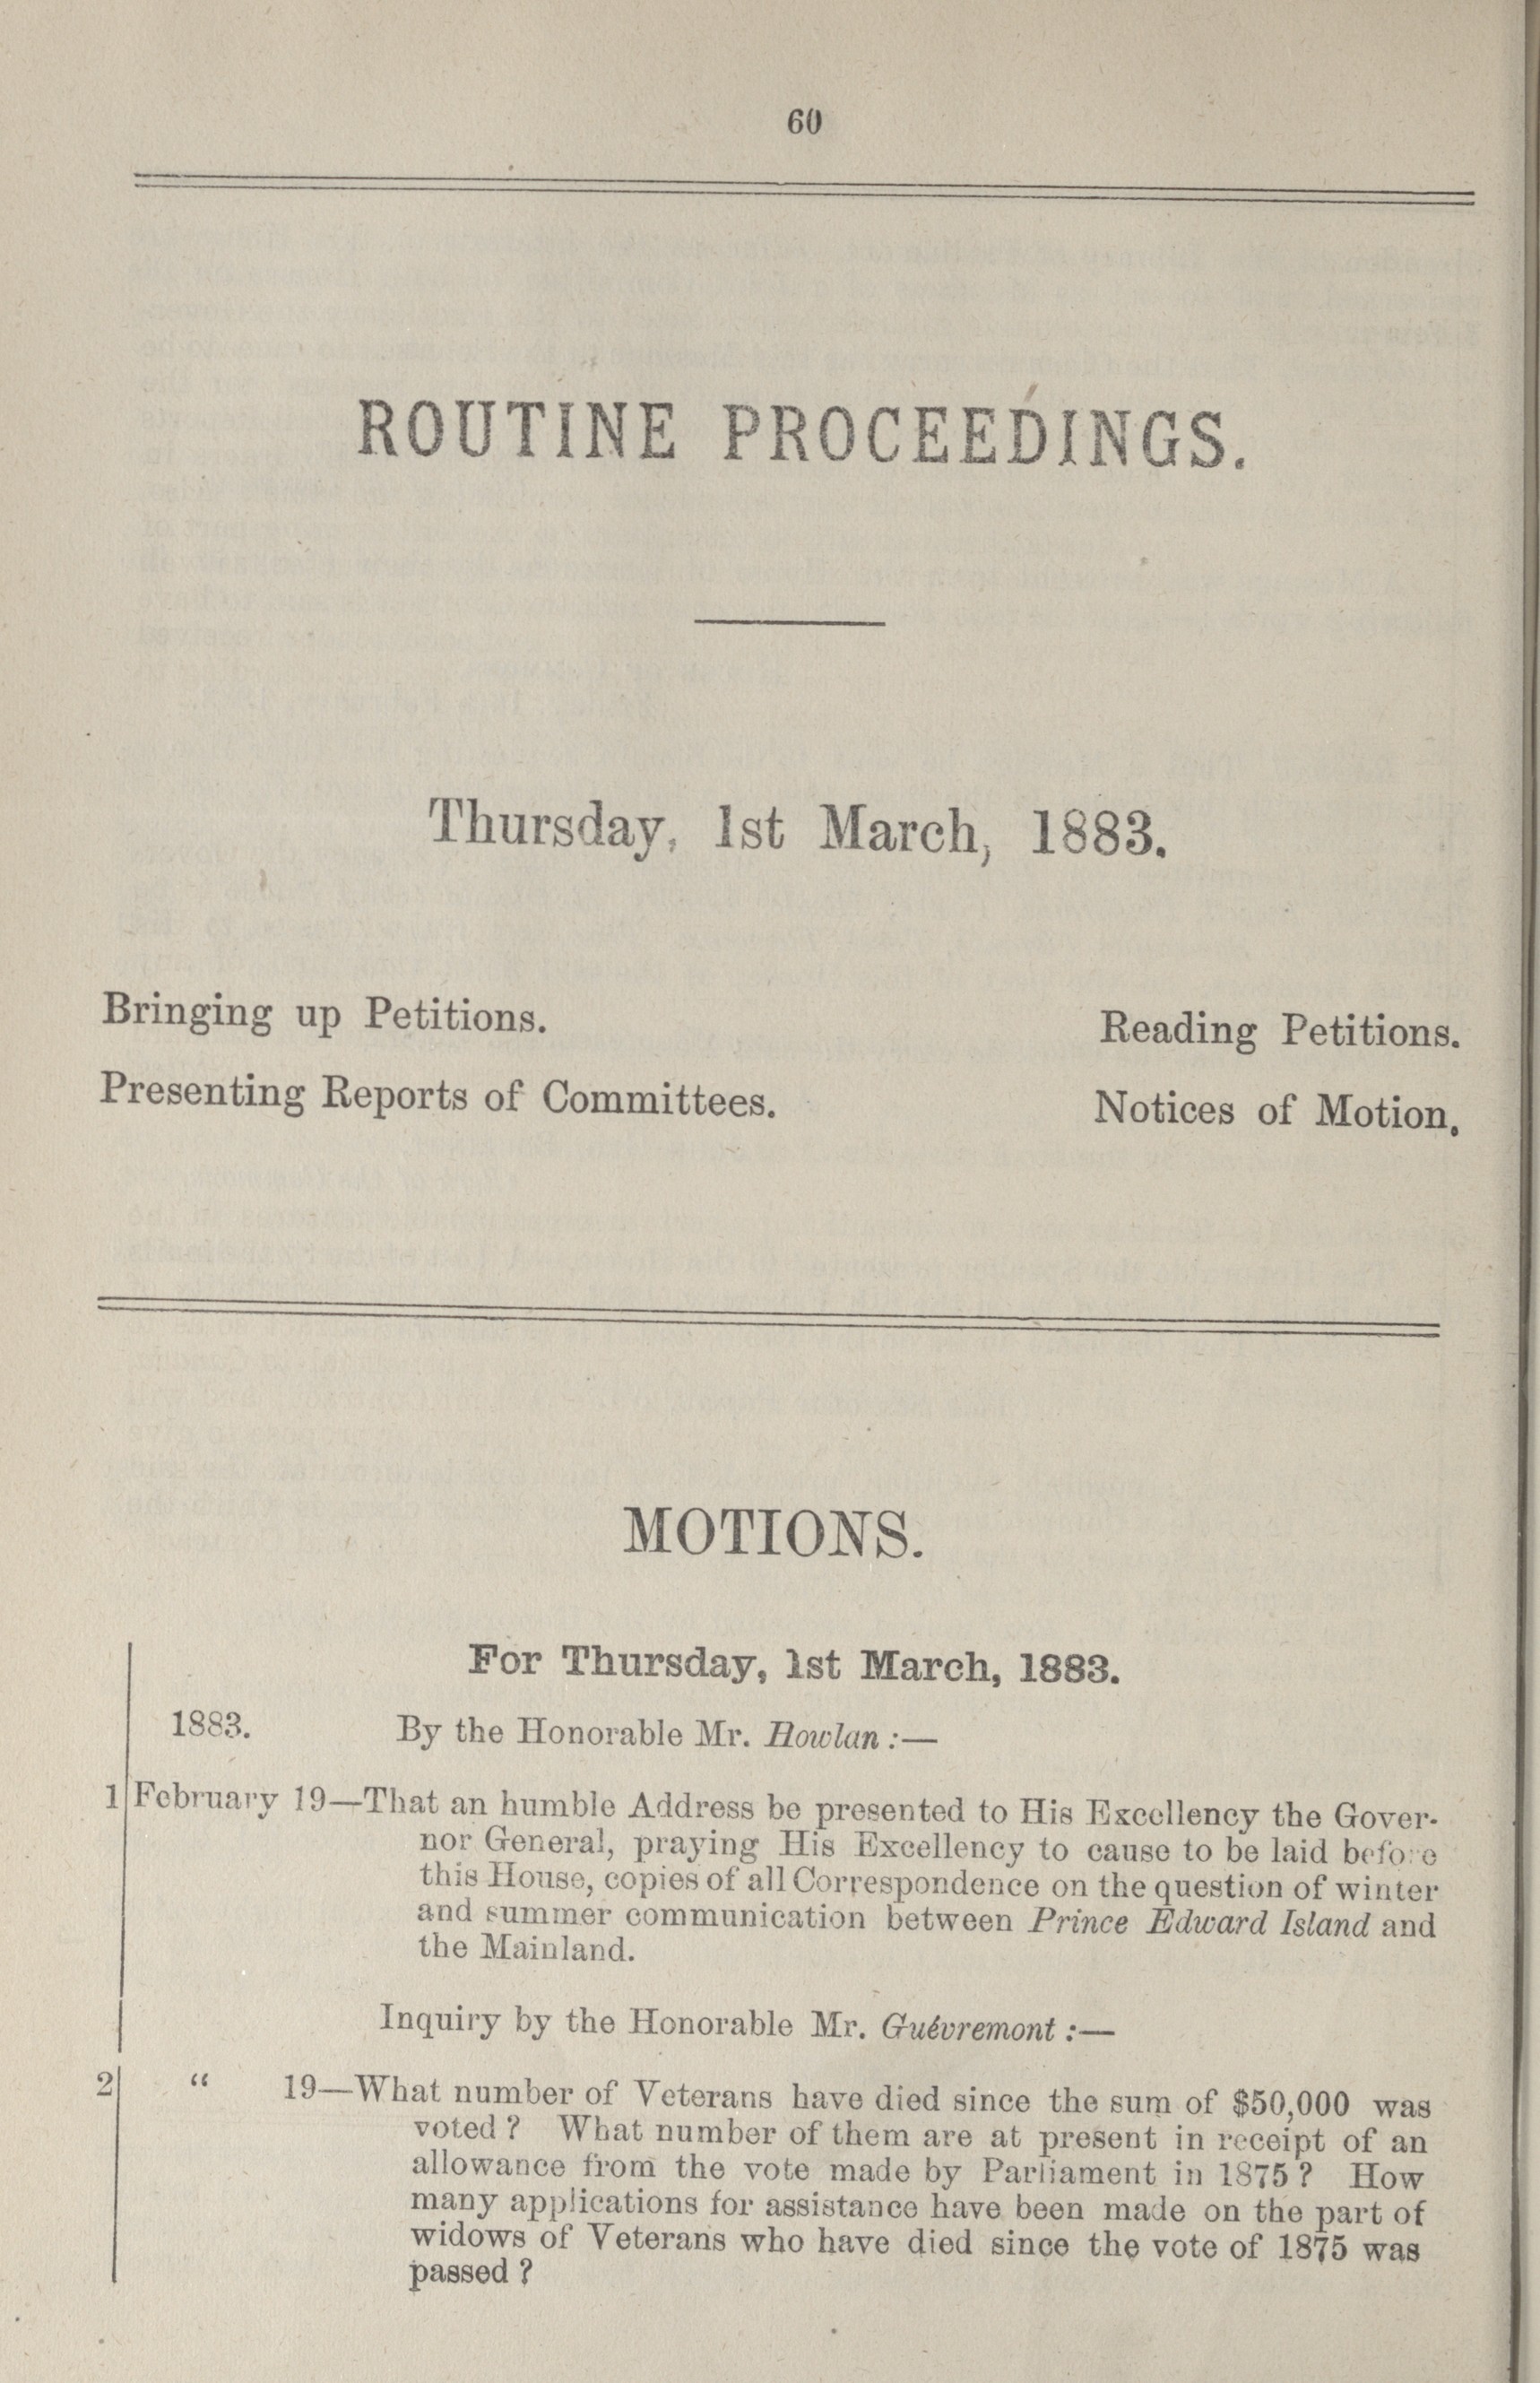 60
ROUTINE PROCEEDINGS.
Thursday, 1st March, 1883.
Bringing up Petitions. Reading Petitions.
Presenting Reports of Committees. Notices of Motion.
MOTIONS.
For Thursday, 1st March, 1883.
1883. By the Honorable Mr. Howlan :—
1 February 19—That an humble Address be presented to His Excellency the Gover-
nor General, praying His Excellency to cause to be laid before
this House, copies of all Correspondence on the question of winter
and summer communication between Prince Edward Island and
the Mainland.
Inquiry by the Honorable Mr. Guévremont :—
2 “ 19—What number of Veterans have died since the sum of $50,000 was
voted ? What number of them are at present in receipt of an
allowance from the vote made by Parliament in 1875 ? How
many applications for assistance have been made on the part of
widows of Veterans who have died since the vote of 1875 was
passed ?